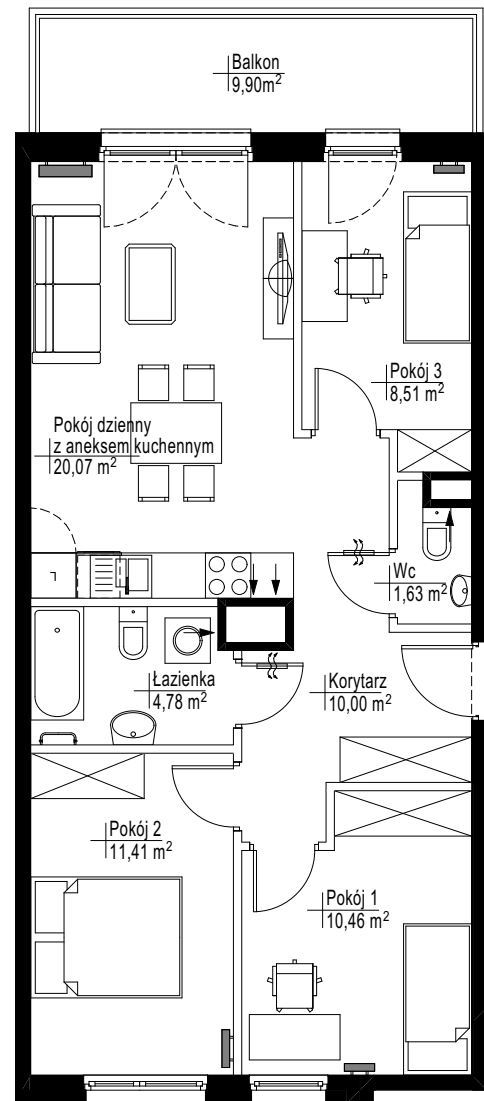 Balkon
9,90m²
Pokój 3
8,51 m²
Pokój dzienny
z aneksem kuchennym
20,07 m²
Wc
1,63 m²
Łazienka
4,78 m²
Korytarz
10,00 m²
Pokój 2
11,41 m²
Pokój 1
10,46 m²